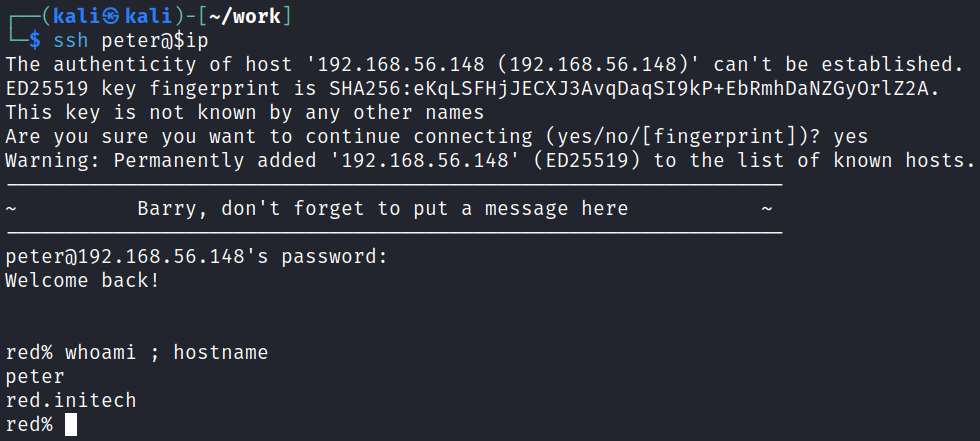 ┌──(kali㉿kali)-[~/work]
└─$ ssh peter@$ip
The authenticity of host '192.168.56.148 (192.168.56.148)' can't be established.
ED25519 key fingerprint is SHA256:eKqLSFHjJECXJ3AvqDaqSI9kP+EbRmhDaNZGyOrlZ2A.
This key is not known by any other names
Are you sure you want to continue connecting (yes/no/[fingerprint])? yes
Warning: Permanently added '192.168.56.148' (ED25519) to the list of known hosts.
-----------------------------------------------------------------
~          Barry, don't forget to put a message here           ~
-----------------------------------------------------------------
peter@192.168.56.148's password:
Welcome back!
red% whoami ; hostname
peter
red.initech
red%